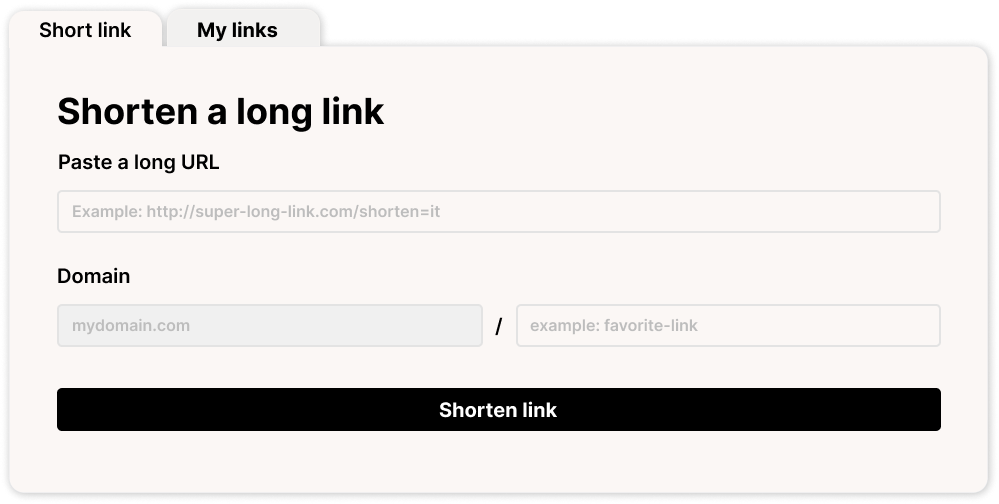 Short link
My links
Shorten a long link
Paste a long URL
Example: http://super-long-link.com/shorten=it
Domain
mydomain.com / example: favorite-link
Shorten link